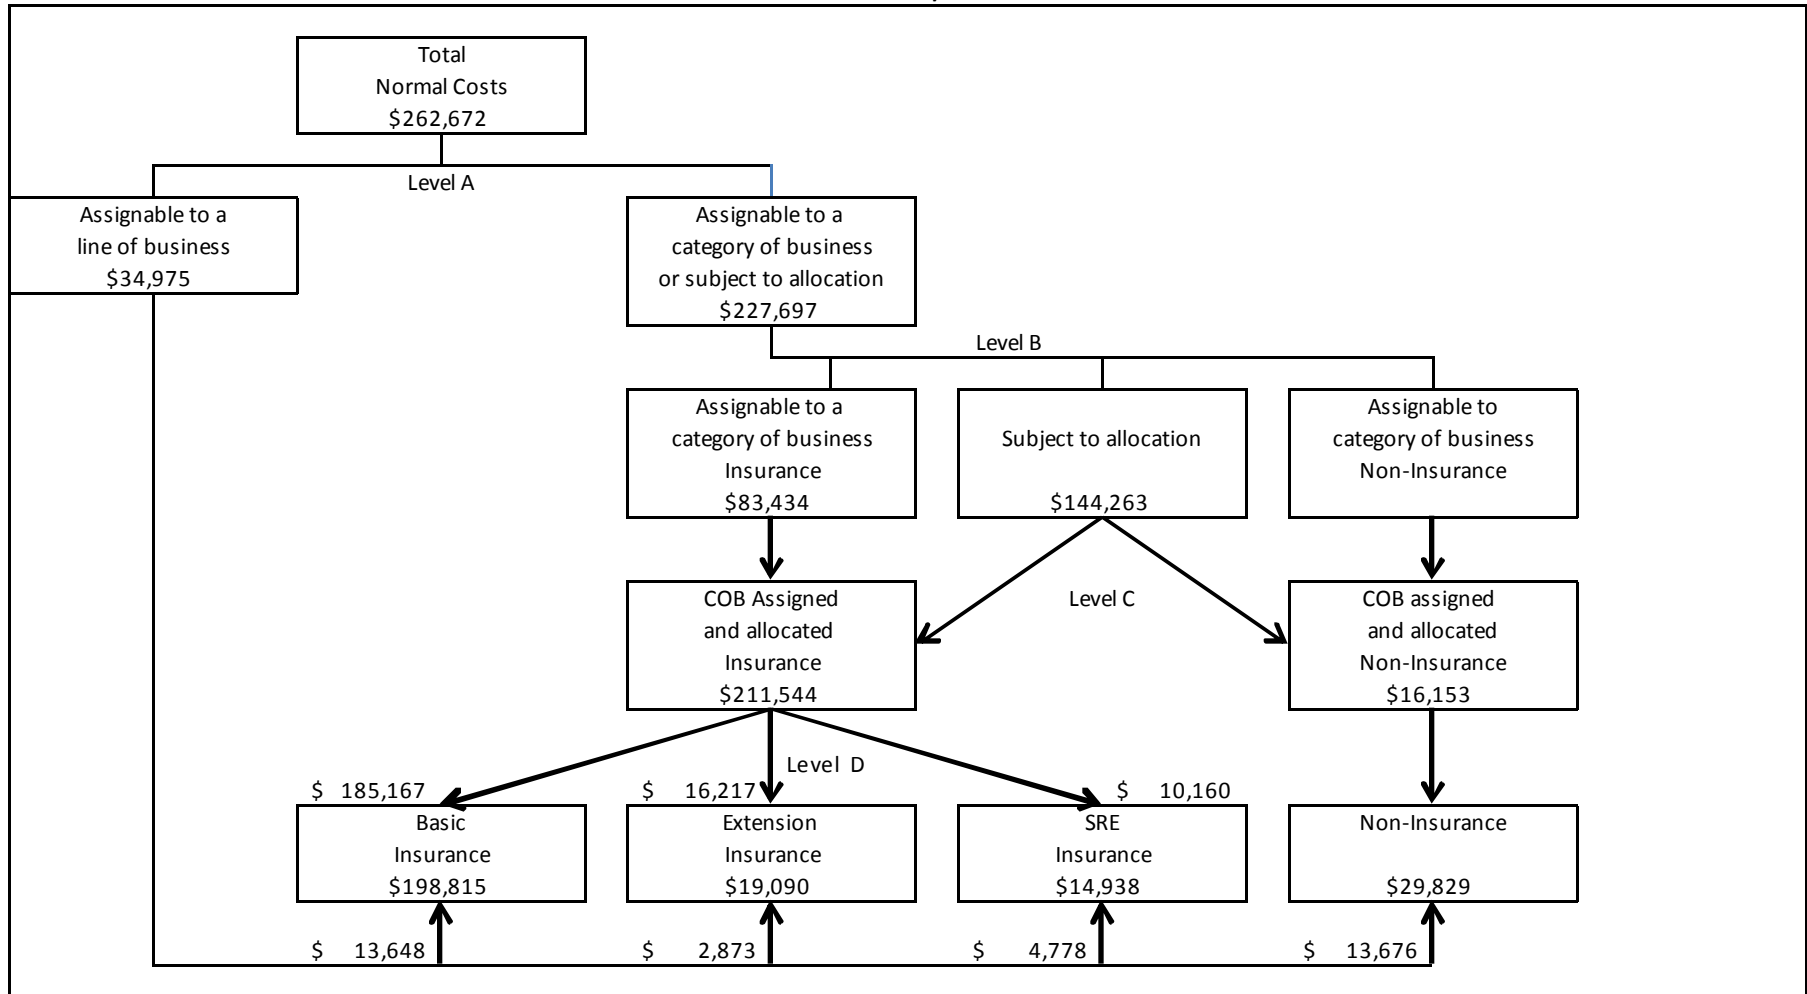 Total
Normal Costs
$262,672
Level A
Assignable to a
line of business
$34,975
Assignable to a
category of business
or subject to allocation
$227,697
Level B
Assignable to a
category of business
Insurance
$83,434
Subject to allocation
$144,263
Assignable to
category of business
Non-Insurance
COB Assigned
and allocated
Insurance
$211,544
Level C
COB assigned
and allocated
Non-Insurance
$16,153
Level D
$ 185,167
$ 16,217
$ 10,160
Basic
Insurance
$198,815
Extension
Insurance
$19,090
SRE
Insurance
$14,938
Non-Insurance
$29,829
$ 13,648
$ 2,873
$ 4,778
$ 13,676